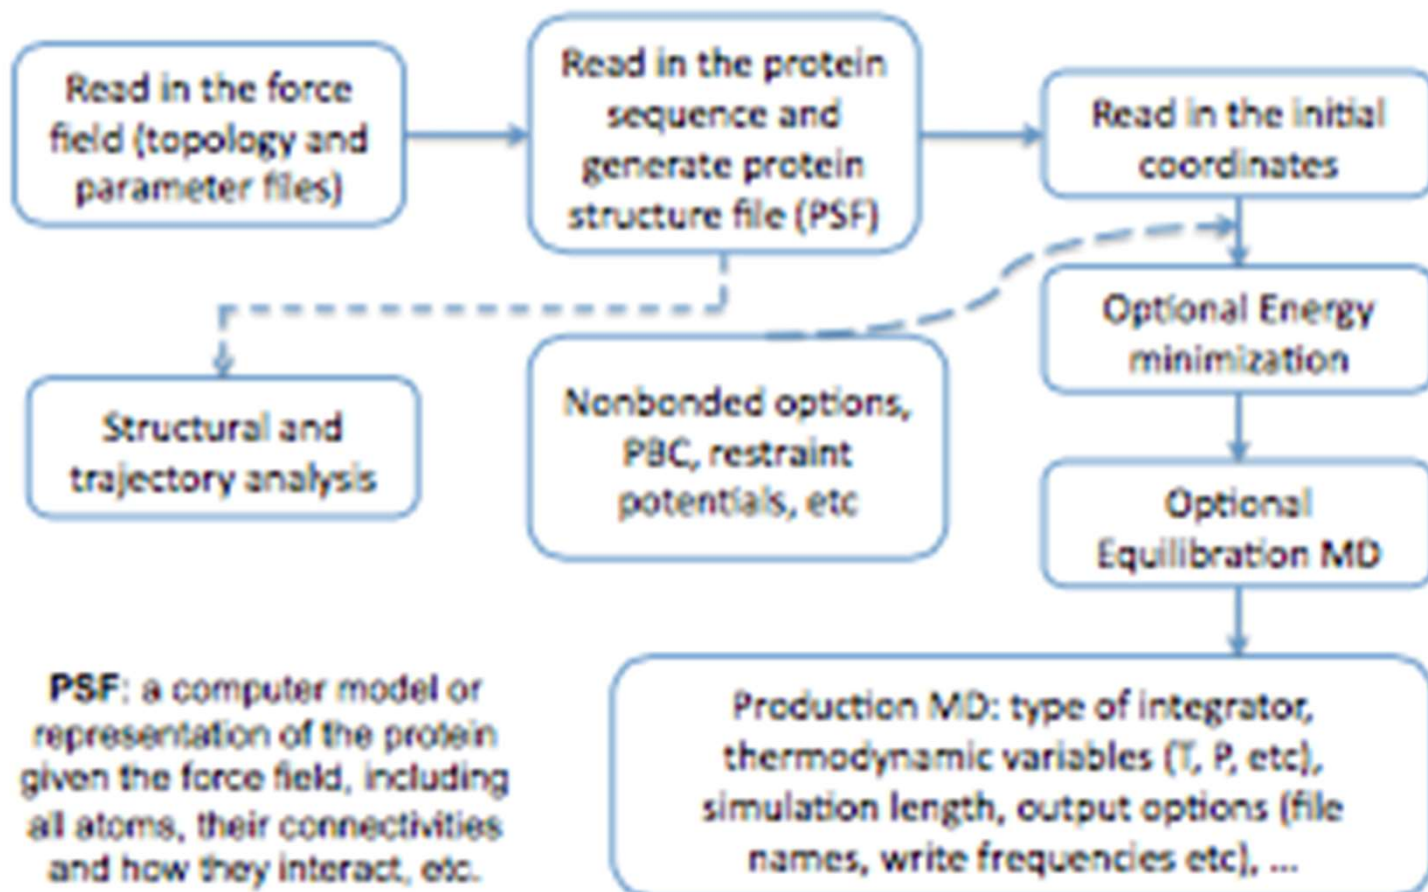 Read in the force
field (topology and
parameter files)
Read in the protein
sequence and
generate protein
structure file (PSF)
Read in the initial
coordinates
Optional Energy
minimization
Structural and
trajectory analysis
Nonbonded options,
PBC, restraint
potentials, etc
Optional
Equilibration MD
PSF: a computer model or
representation of the protein
given the force field, including
all atoms, their connectivities
and how they interact, etc.
Production MD: type of integrator,
thermodynamic variables (T, P, etc),
simulation length, output options (file
names, write frequencies etc), ...